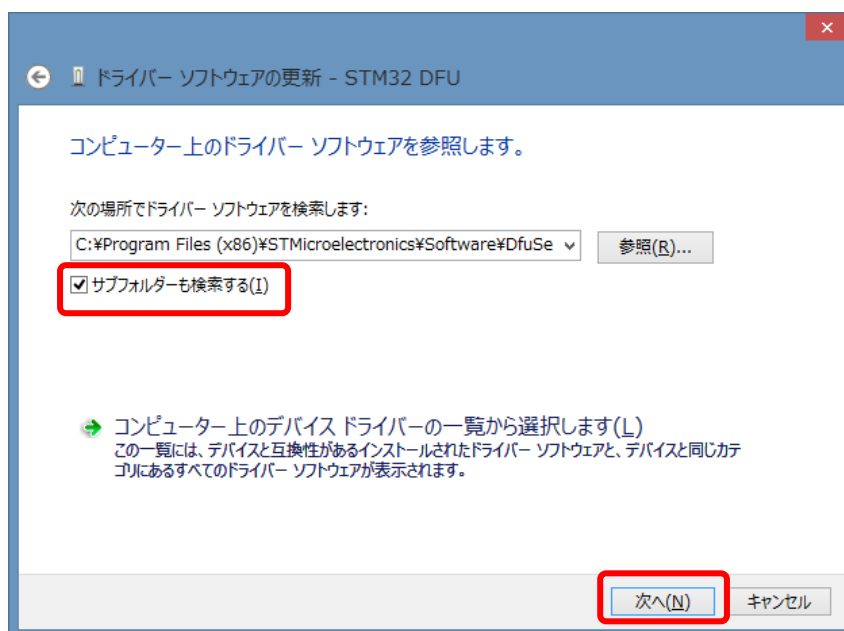 ドライバー ソフトウェアの更新 - STM32 DFU
コンピューター上のドライバー ソフトウェアを参照します。
次の場所でドライバー ソフトウェアを検索します:
C:¥Program Files (x86)¥STMicroelectronics¥Software¥DfuSe
参照(R)...
サブフォルダーも検索する(I)
コンピューター上のデバイス ドライバーの一覧から選択します(L)
この一覧には、デバイスと互換性があるインストールされたドライバー ソフトウェアと、デバイスと同じカテ
ゴリにあるすべてのドライバー ソフトウェアが表示されます。
次へ(N)
キャンセル